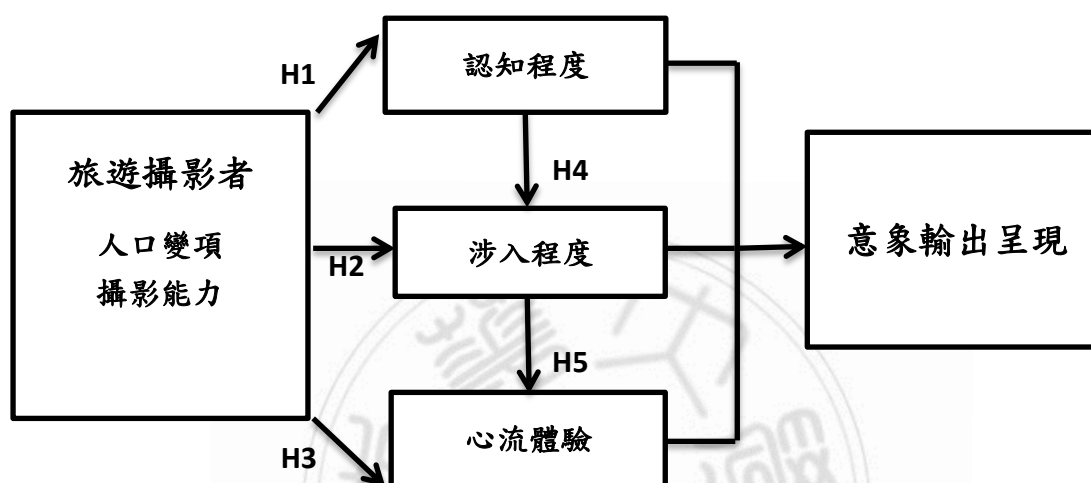 認知程度
H1
旅遊攝影者
人口變項
攝影能力
H4
H2
涉入程度
意象輸出呈現
H5
H3
心流體驗